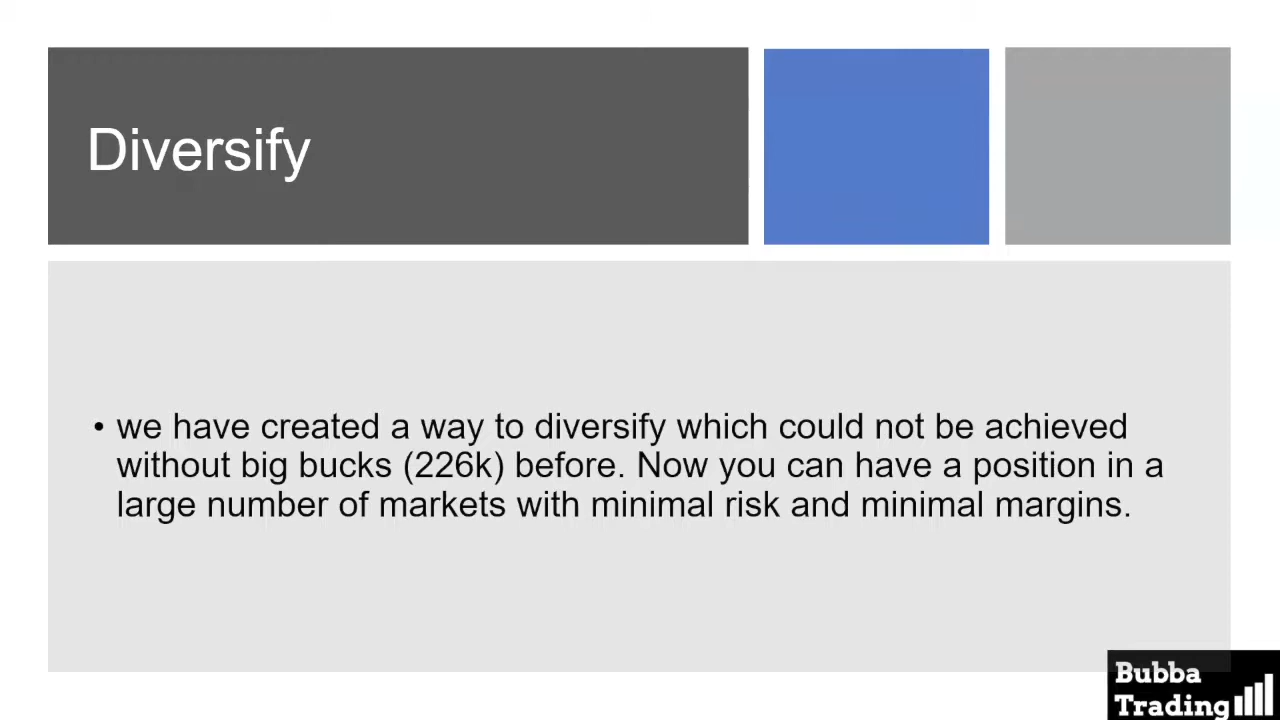 Diversify
• we have created a way to diversify which could not be achieved
without big bucks (226k) before. Now you can have a position in a
large number of markets with minimal risk and minimal margins.
Bubba
Trading